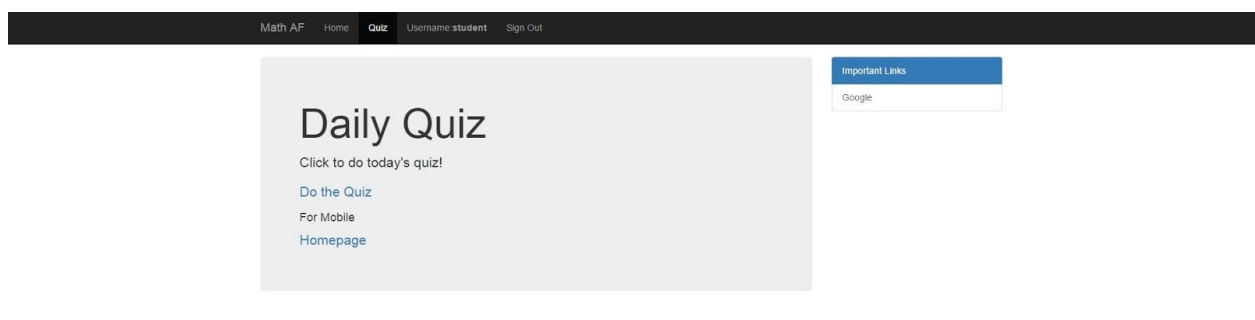 Math AF Home Quiz Username:student Sign Out
Daily Quiz
Click to do today's quiz!
Do the Quiz
For Mobile
Homepage
Important Links
Google